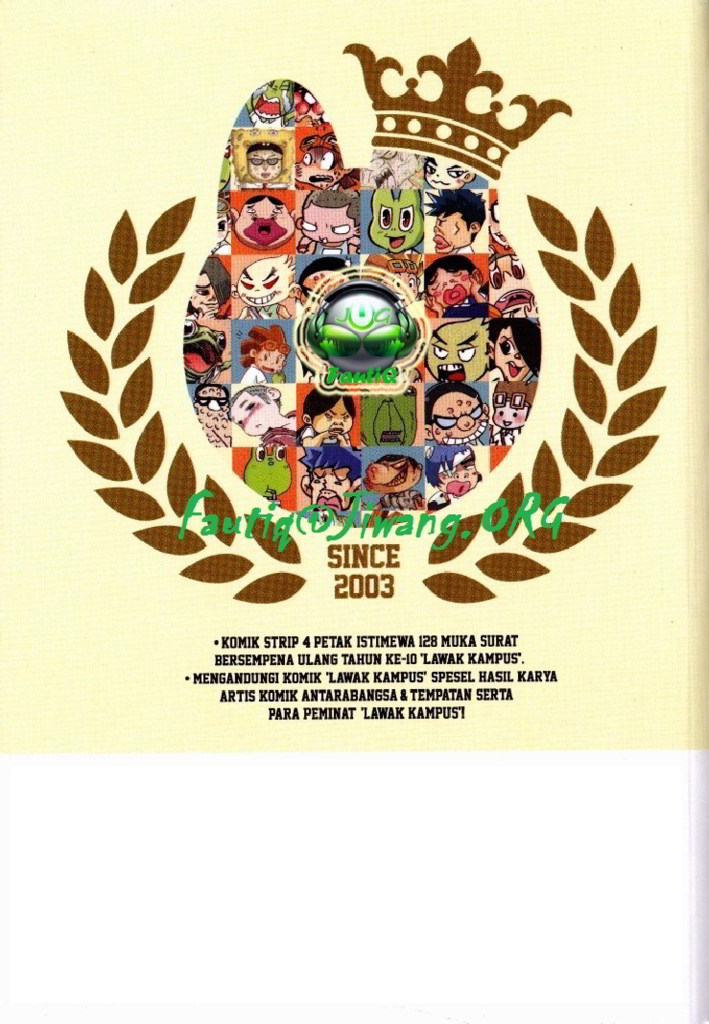 JUG
FautiQ
Fautiq@Jiwang.ORG
SINCE
2003
• KOMIK STRIP 4 PETAK ISTIMEWA 128 MUKA SURAT
BERSEMPENA ULANG TAHUN KE-10 "LAWAK KAMPUS".
• MENGANDUNGI KOMIK "LAWAK KAMPUS" SPESEL HASIL KARYA
ARTIS KOMIK ANTARABANGSA & TEMPATAN SERTA
PARA PEMINAT "LAWAK KAMPUS"!